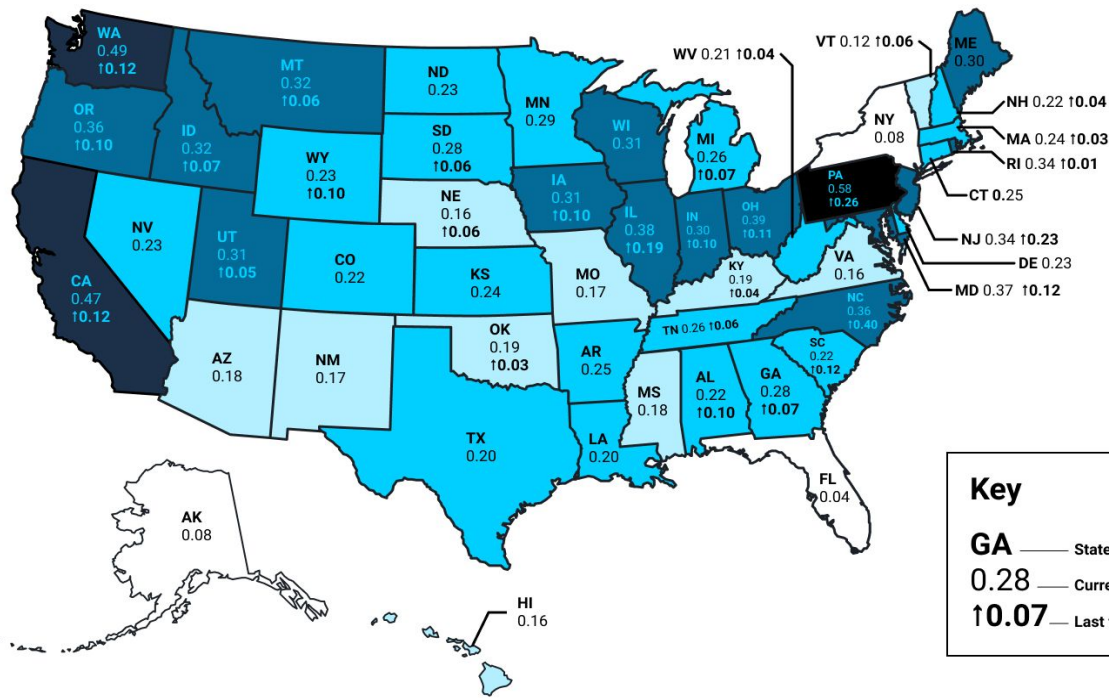 WA
0.49
↑0.12
MT
0.32
↑0.06
ND
0.23
MN
0.29
WV 0.21 ↑0.04
VT 0.12 ↑0.06
ME
0.30
OR
0.36
↑0.10
ID
0.32
↑0.07
SD
0.28
↑0.06
WI
0.31
MI
0.26
↑0.07
NY
0.08
NH 0.22 ↑0.04
MA 0.24 ↑0.03
RI 0.34 ↑0.01
CT 0.25
WY
0.23
↑0.10
NE
0.16
↑0.06
IA
0.31
↑0.10
PA
0.58
↑0.26
NV
0.23
UT
0.31
↑0.05
CO
0.22
KS
0.24
MO
0.17
IL
0.38
↑0.19
IN
0.30
↑0.10
OH
0.39
↑0.11
NJ 0.34 ↑0.23
DE 0.23
MD 0.37 ↑0.12
CA
0.47
↑0.12
KY
0.19
↑0.04
VA
0.16
AZ
0.18
NM
0.17
OK
0.19
↑0.03
AR
0.25
TN 0.26 ↑0.06
NC
0.36
↑0.40
SC
0.22
↑0.12
MS
0.18
AL
0.22
↑0.10
GA
0.28
↑0.07
TX
0.20
LA
0.20
FL
0.04
AK
0.08
HI
0.16
Key
GA State
0.28 Curre
↑0.07 Last